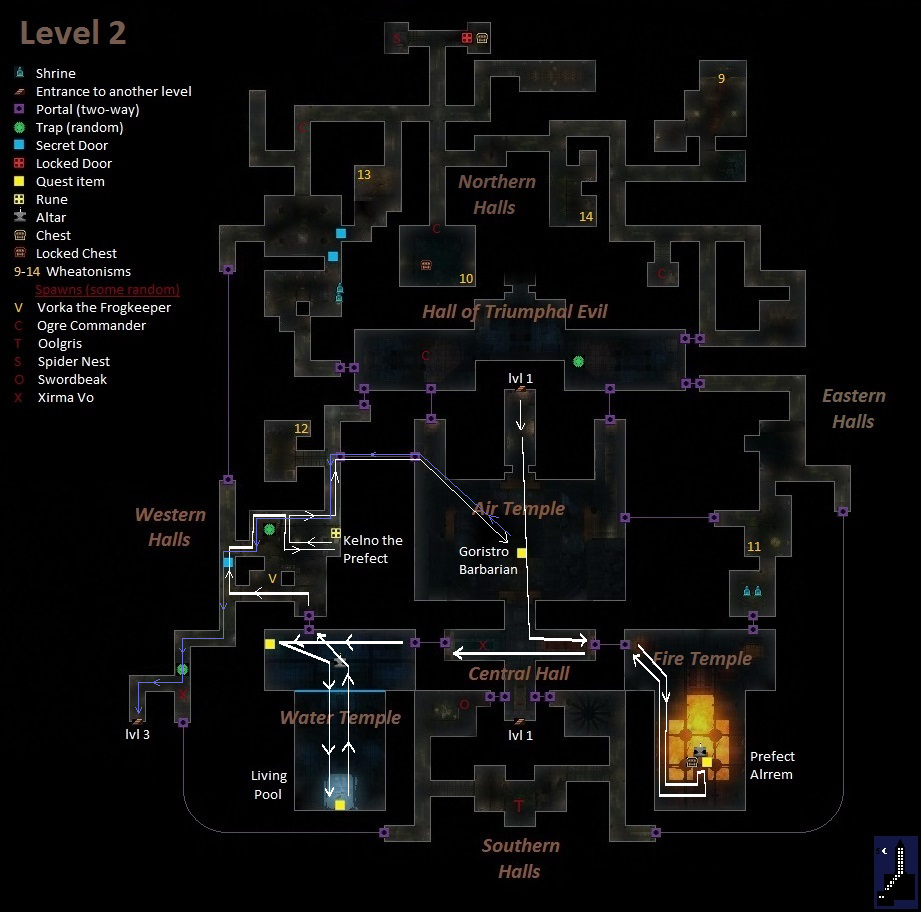 Level 2
Shrine
Entrance to another level
Portal (two-way)
Trap (random)
Secret Door
Locked Door
Quest item
Rune
Altar
Chest
Locked Chest
9-14 Wheatonisms
Spawns (some random)
V Vorka the Frogkeeper
C Ogre Commander
T Oolgris
S Spider Nest
O Swordbeak
X Xirma Vo
S
9
13
Northern
Halls
14
C
10
C
Hall of Triumphal Evil
C
lvl 1
Eastern
Halls
12
Air Temple
Western
Halls
Kelno the
Prefect
Goristro
Barbarian
11
V
X
Central Hall
Fire Temple
X
O
Water Temple
lvl 1
lvl 3
Living
Pool
Prefect
Alrrem
T
Southern
Halls